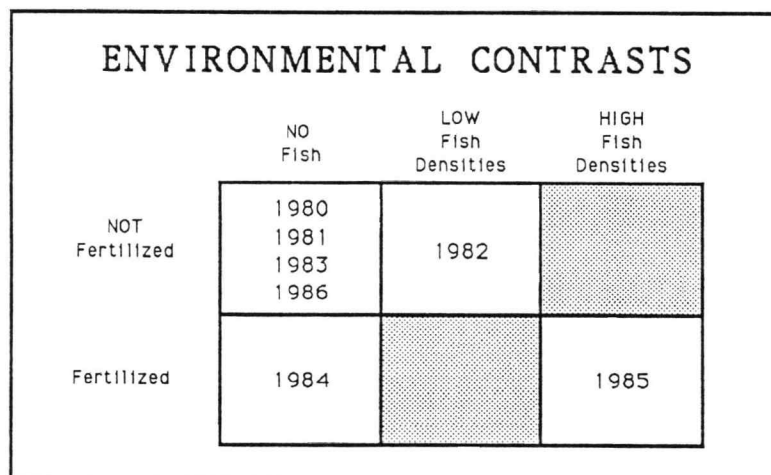 ENVIRONMENTAL CONTRASTS
NO
Fish
LOW
Fish
Densities
HIGH
Fish
Densities
NOT
Fertilized
1980
1981
1983
1986
1982
Fertilized
1984
1985